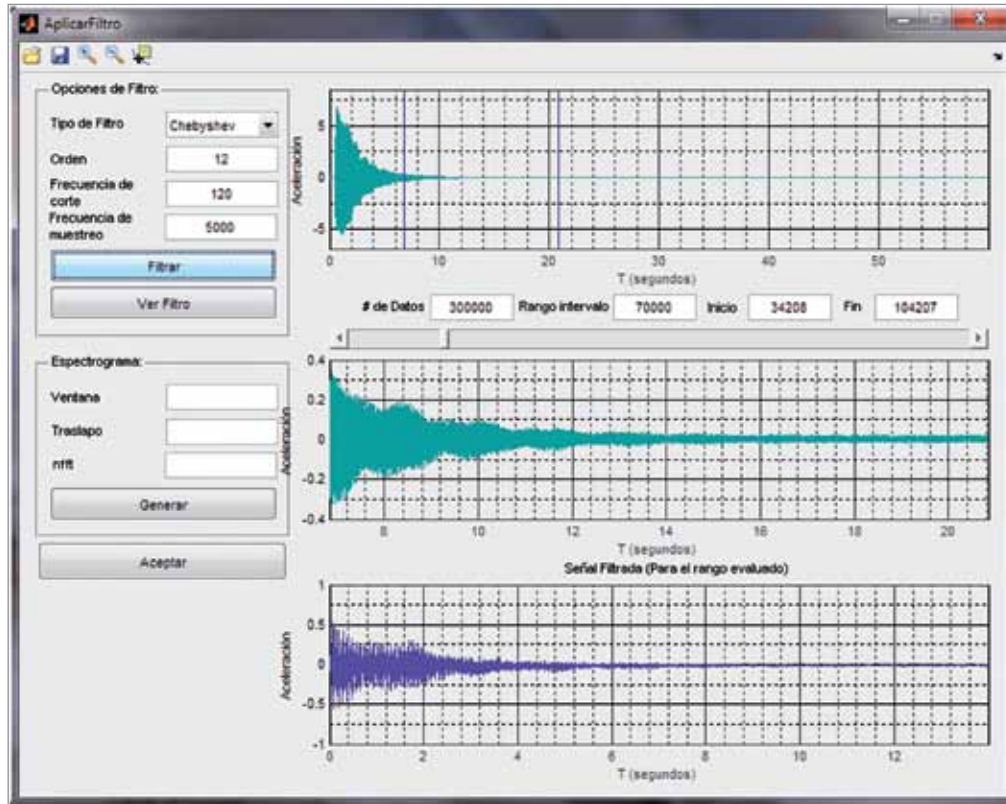 AplicarFiltro
Opciones de Filtro:
Tipo de Filtro
Chebyshev
Orden
12
Frecuencia de
corte
120
Frecuencia de
muestreo
5000
Filtrar
Ver Filtro
Espectrograma:
Ventana
Traslapo
nfft
Generar
Aceptar
Aceleración
5
0
-5
0 10 20 30 40 50
T (segundos)
# de Datos 300000 Rango intervalo 70000 Inicio 34208 Fin 104207
Aceleración
0.4
0.2
0
-0.2
-0.4
8 10 12 14 16 18 20
T (segundos)
Señal Filtrada (Para el rango evaluado)
Aceleración
1
0.5
0
-0.5
-1
0 2 4 6 8 10 12
T (segundos)